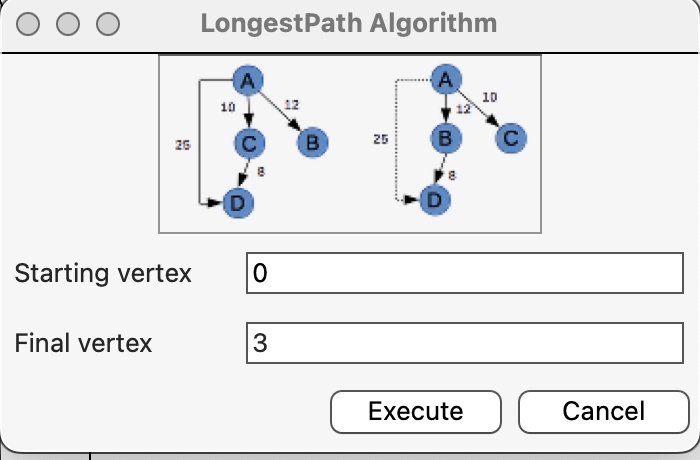 LongestPath Algorithm
A A
10 12 12 10
25 C B 25 B C
8 8
D D
Starting vertex 0
Final vertex 3
Execute Cancel